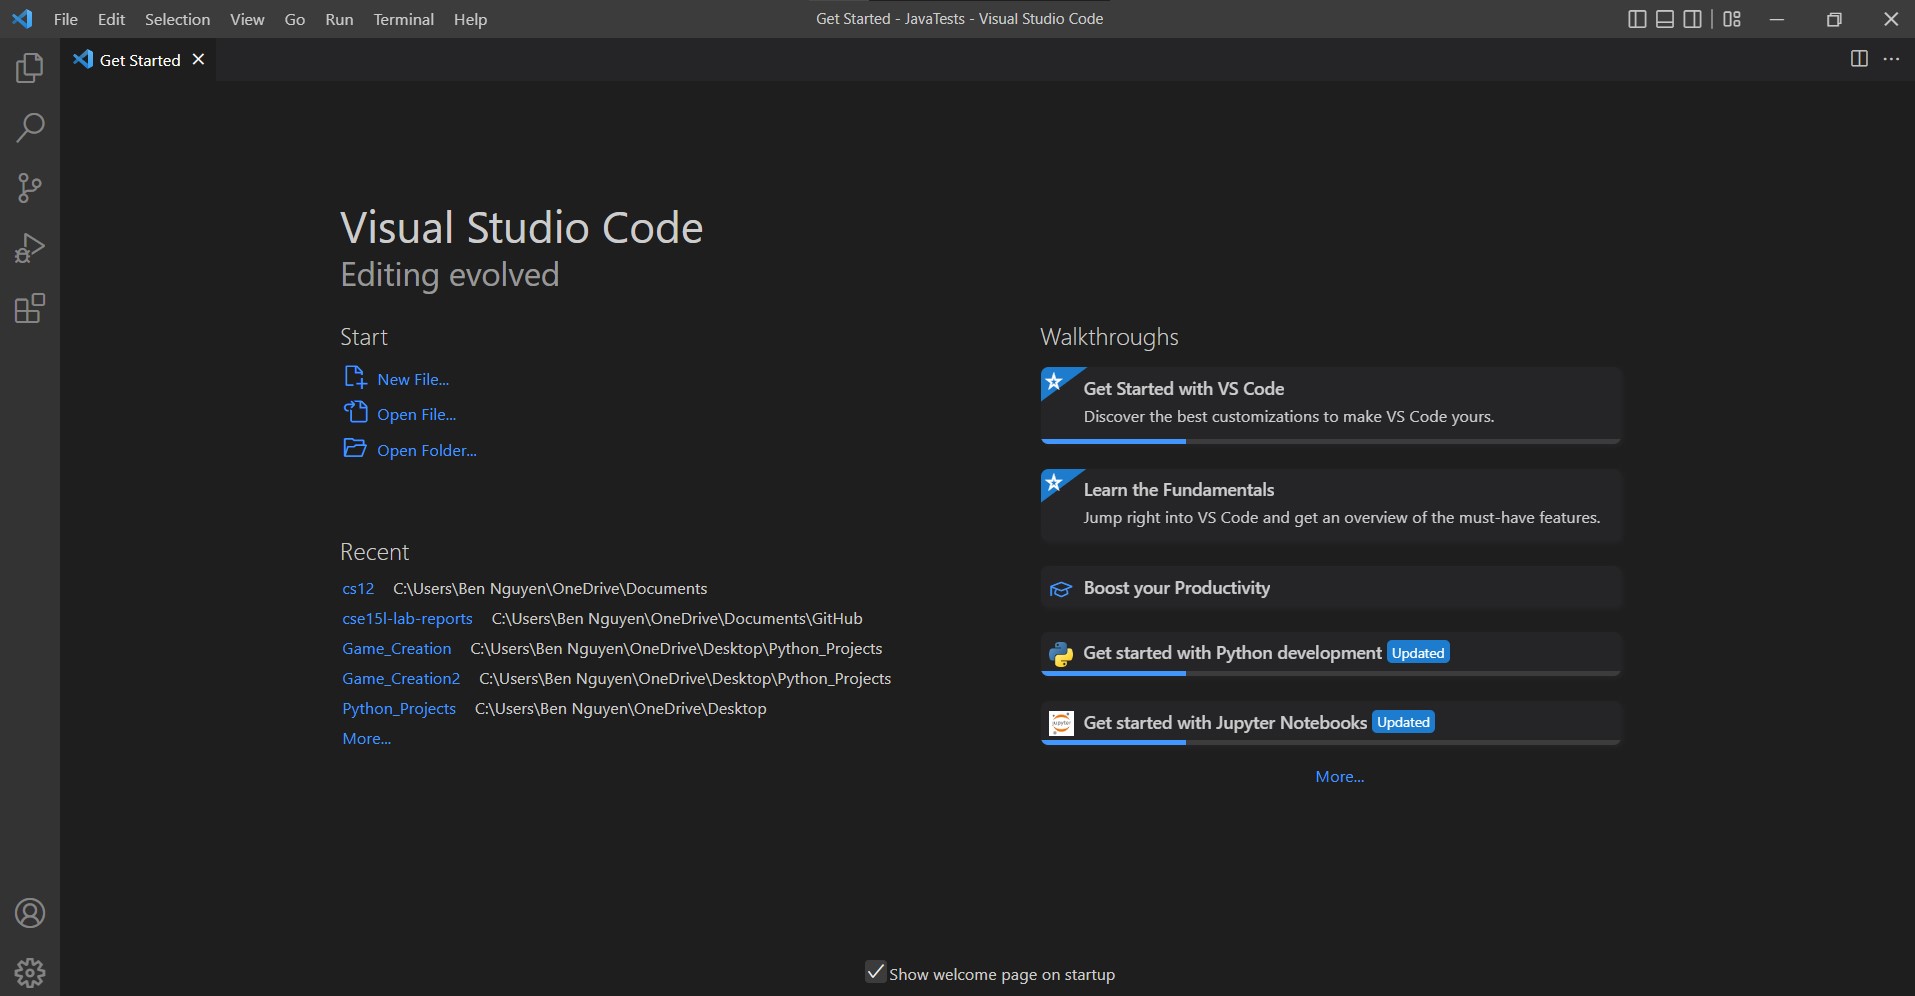 File Edit Selection View Go Run Terminal Help
Get Started - JavaTests - Visual Studio Code
Get Started
Visual Studio Code
Editing evolved
Start
New File...
Open File...
Open Folder...
Recent
cs12 C:\Users\Ben Nguyen\OneDrive\Documents
cse15l-lab-reports C:\Users\Ben Nguyen\OneDrive\Documents\GitHub
Game_Creation C:\Users\Ben Nguyen\OneDrive\Desktop\Python_Projects
Game_Creation2 C:\Users\Ben Nguyen\OneDrive\Desktop\Python_Projects
Python_Projects C:\Users\Ben Nguyen\OneDrive\Desktop
More...
Walkthroughs
Get Started with VS Code
Discover the best customizations to make VS Code yours.
Learn the Fundamentals
Jump right into VS Code and get an overview of the must-have features.
Boost your Productivity
Get started with Python development Updated
jupyter
Get started with Jupyter Notebooks Updated
More...
Show welcome page on startup